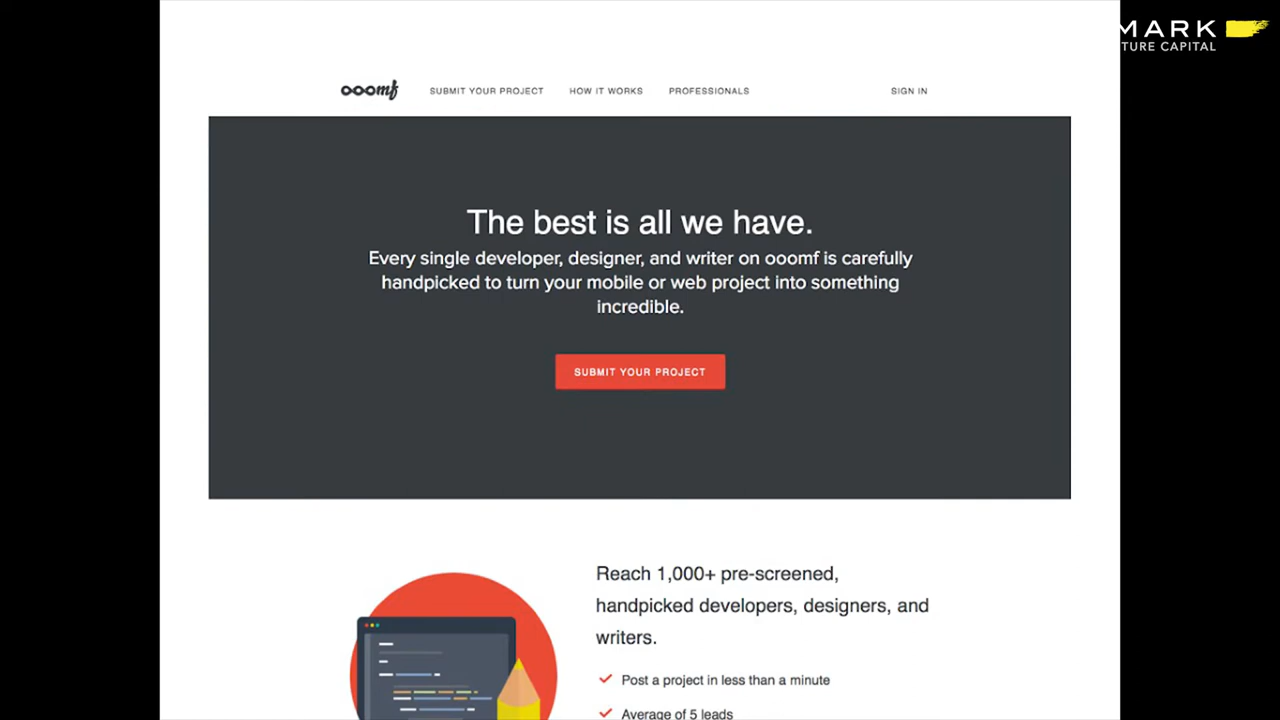 MARK
TURE CAPITAL
ooomf
SUBMIT YOUR PROJECT
HOW IT WORKS
PROFESSIONALS
SIGN IN
The best is all we have.
Every single developer, designer, and writer on ooomf is carefully
handpicked to turn your mobile or web project into something
incredible.
SUBMIT YOUR PROJECT
Reach 1,000+ pre-screened,
handpicked developers, designers, and
writers.
Post a project in less than a minute
Average of 5 leads